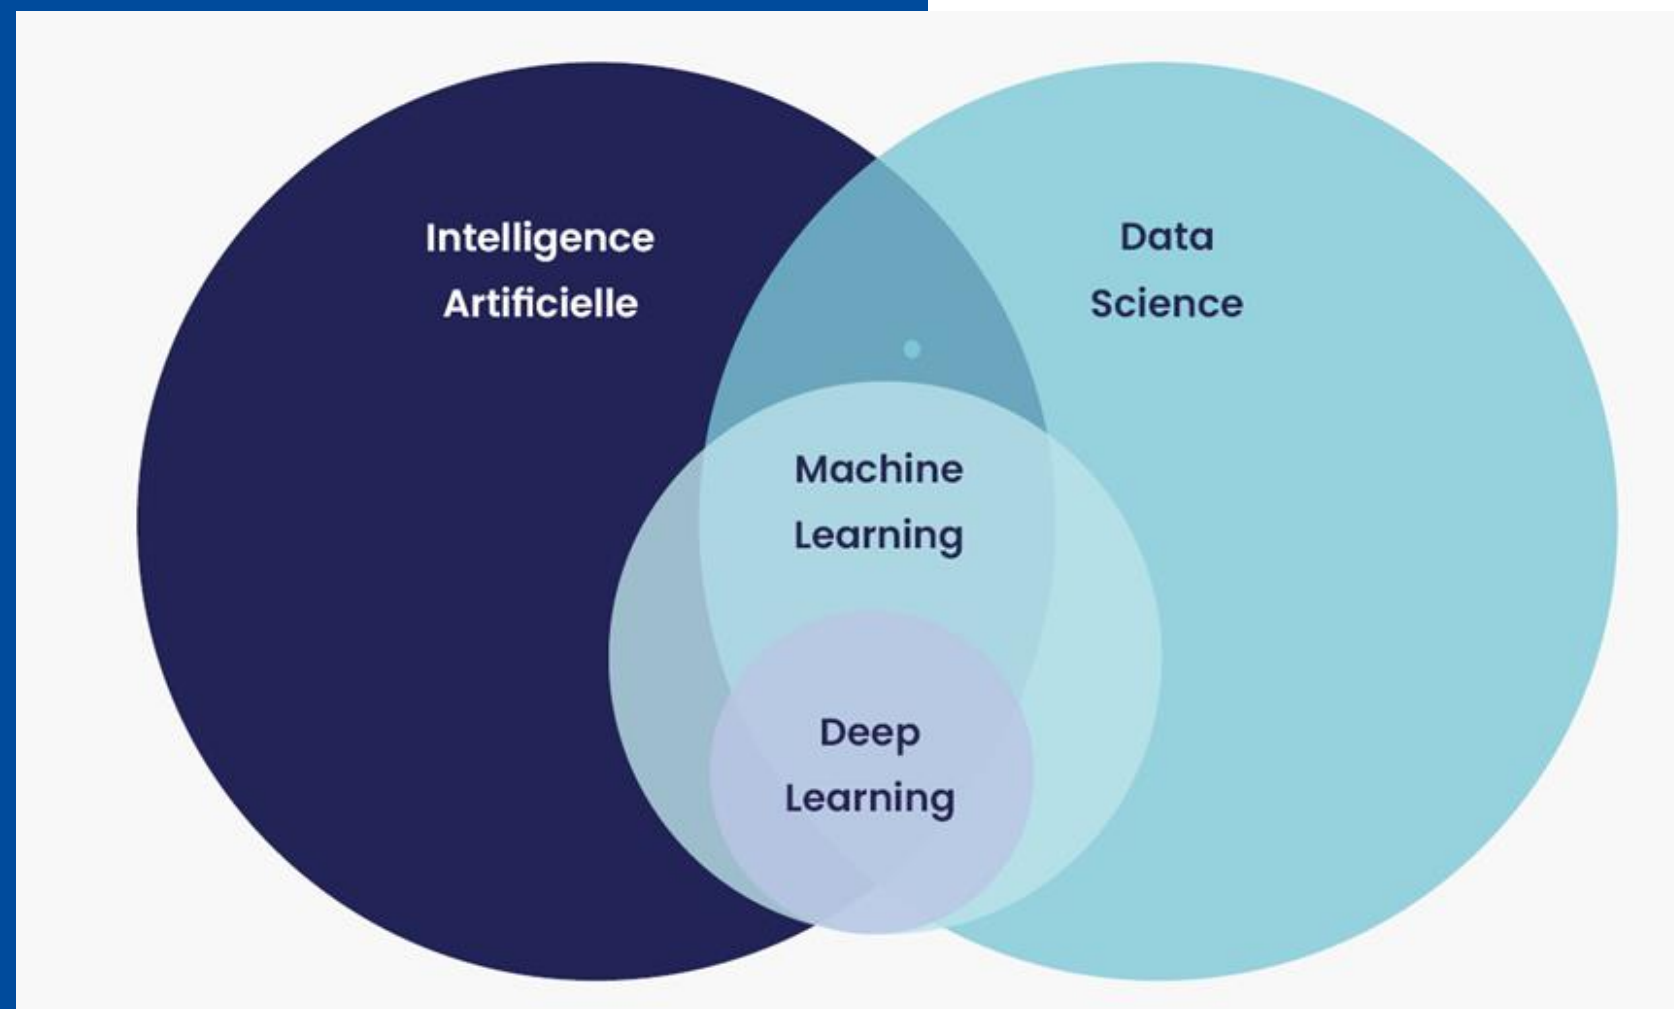 Intelligence
Artificielle
Data
Science
Machine
Learning
Deep
Learning